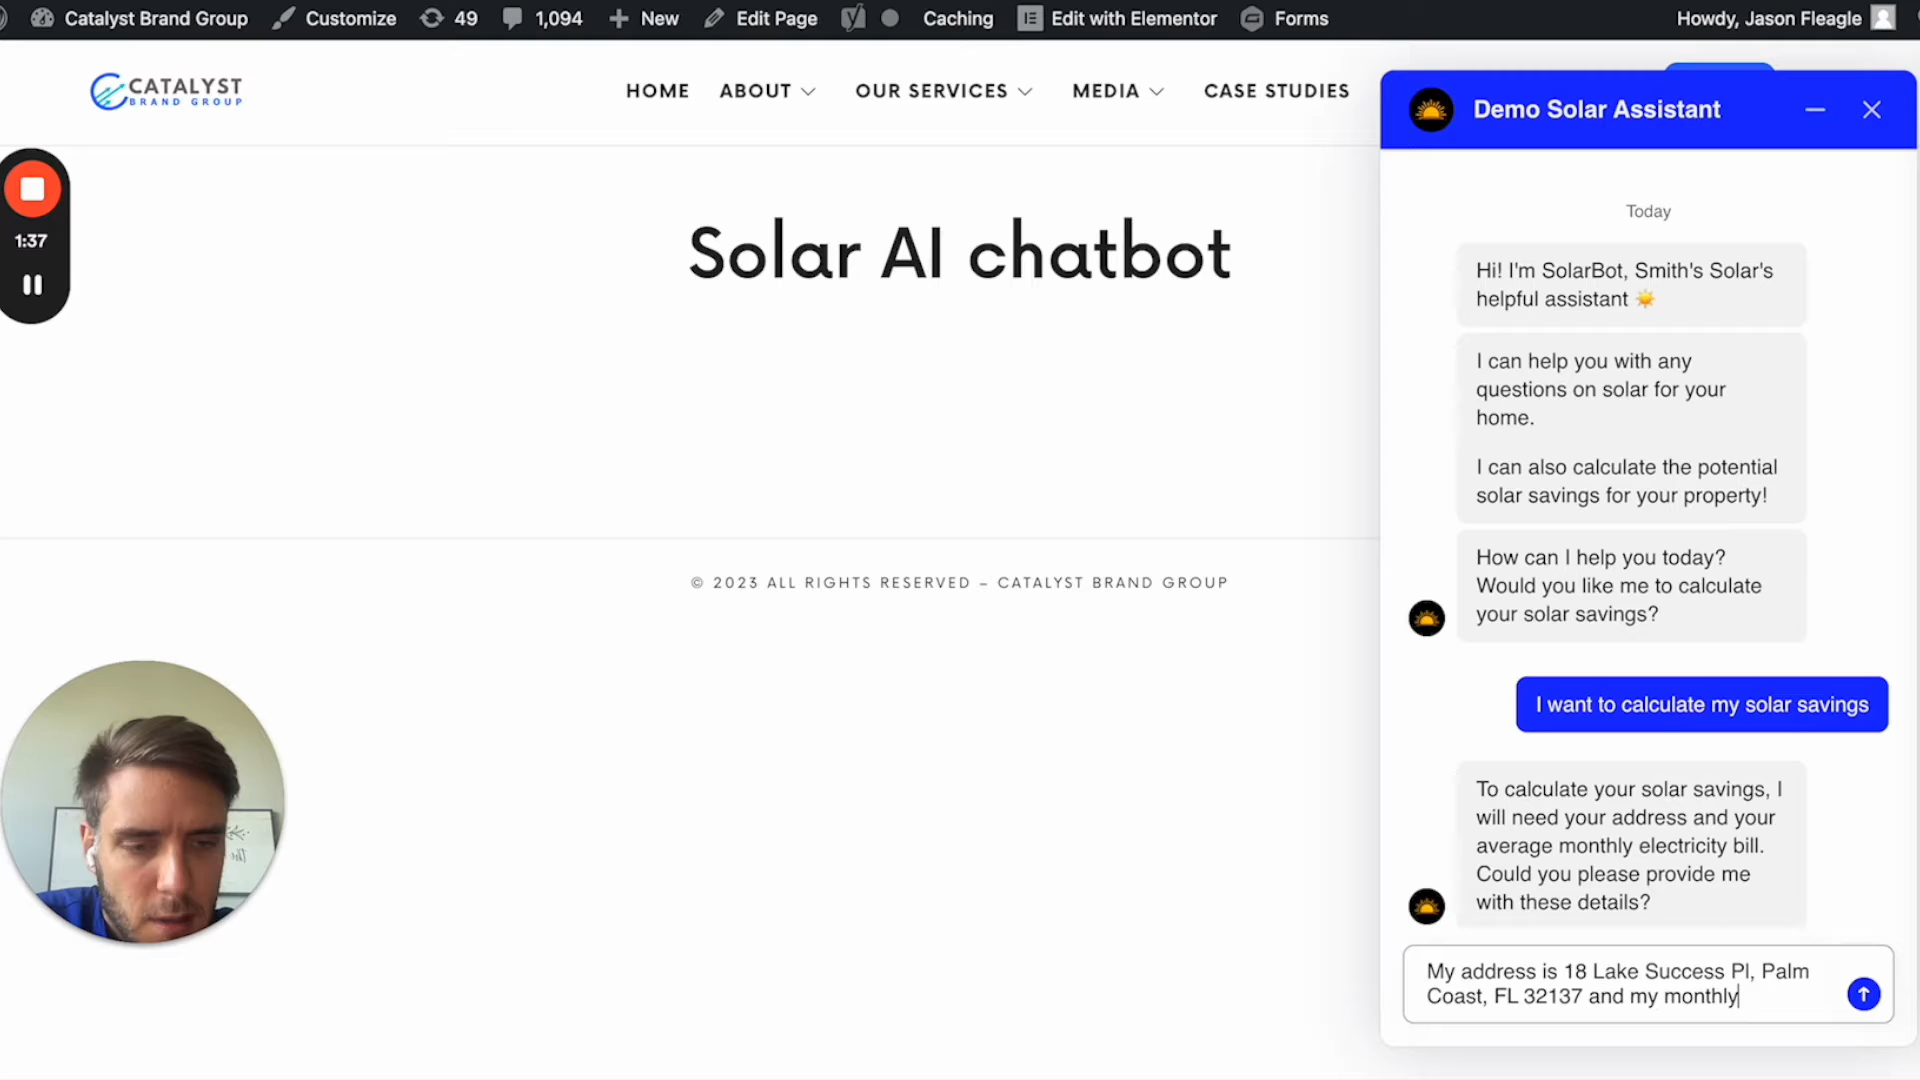 Catalyst Brand Group Customize 49 1,094 New Edit Page Caching Edit with Elementor Forms Howdy, Jason Fleagle
CATALYST
BRAND GROUP
HOME ABOUT OUR SERVICES MEDIA CASE STUDIES
1:37
Solar AI chatbot
© 2023 ALL RIGHTS RESERVED – CATALYST BRAND GROUP
Demo Solar Assistant
Today
Hi! I'm SolarBot, Smith's Solar's
helpful assistant ☀️
I can help you with any
questions on solar for your
home.
I can also calculate the potential
solar savings for your property!
How can I help you today?
Would you like me to calculate
your solar savings?
I want to calculate my solar savings
To calculate your solar savings, I
will need your address and your
average monthly electricity bill.
Could you please provide me
with these details?
My address is 18 Lake Success Pl, Palm
Coast, FL 32137 and my monthly